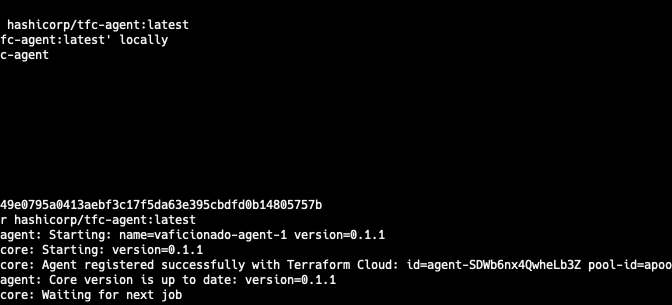 hashicorp/tfc-agent:latest
fc-agent:latest' locally
c-agent
49e0795a0413aebf3c17f5da63e395cbdfd0b14805757b
r hashicorp/tfc-agent:latest
agent: Starting: name=vaficionado-agent-1 version=0.1.1
core: Starting: version=0.1.1
core: Agent registered successfully with Terraform Cloud: id=agent-SDWb6nx4QwheLb3Z pool-id=apoo
agent: Core version is up to date: version=0.1.1
core: Waiting for next job